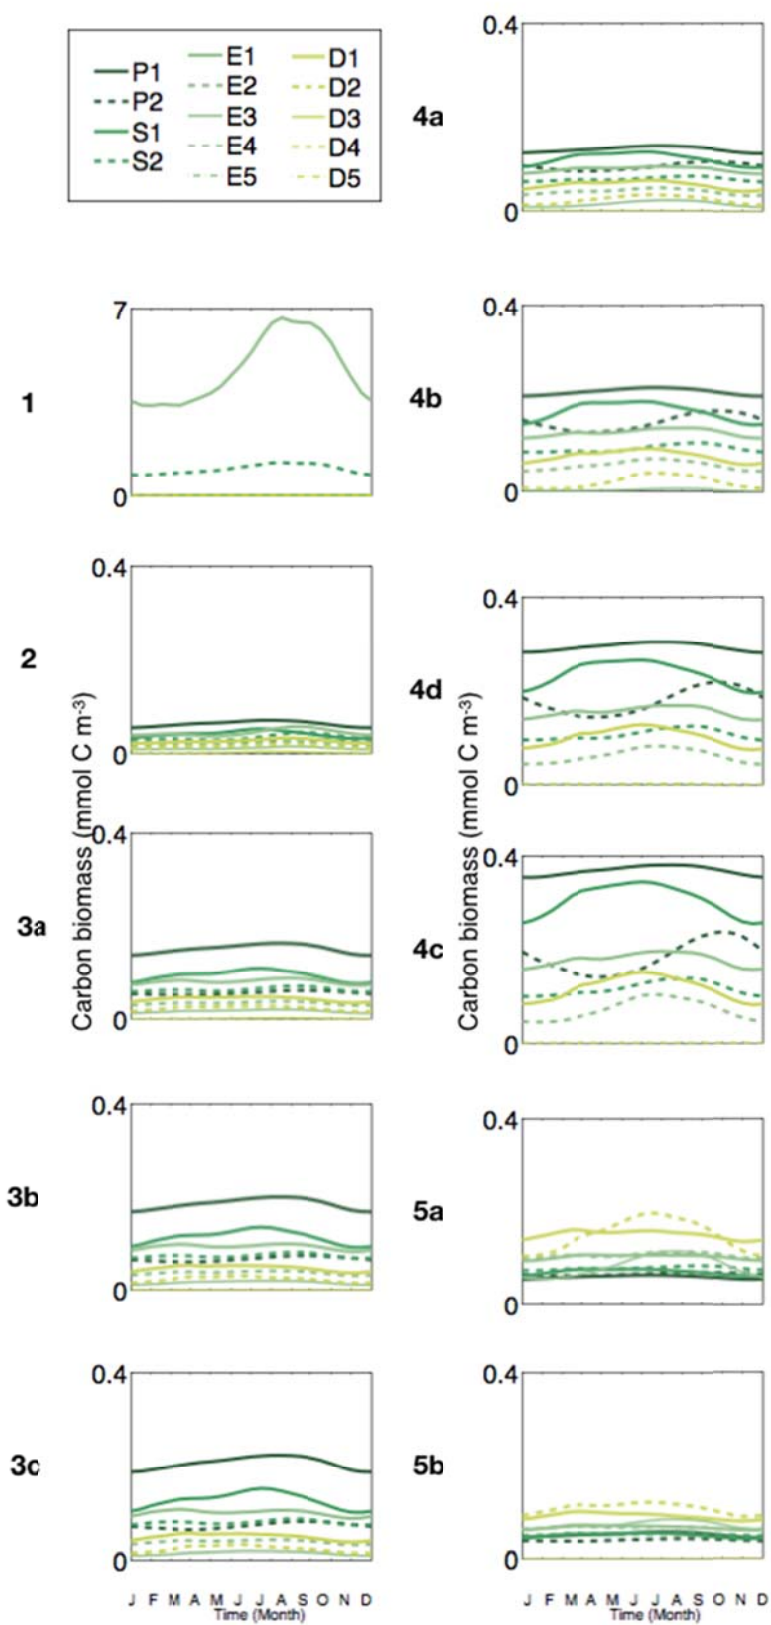 P1
P2
S1
S2
E1
E2
E3
E4
E5
D1
D2
D3
D4
D5
4a
0.4
0
1
7
0
4b
0.4
0
2
0.4
0
4d
0.4
0
3a
0.4
0
4c
0.4
0
Carbon biomass (mmol C m-3)
Carbon biomass (mmol C m-3)
3b
0.4
0
5a
0.4
0
3c
0.4
0
5b
0.4
0
J F M A M J J A S O N D
Time (Month)
J F M A M J J A S O N D
Time (Month)